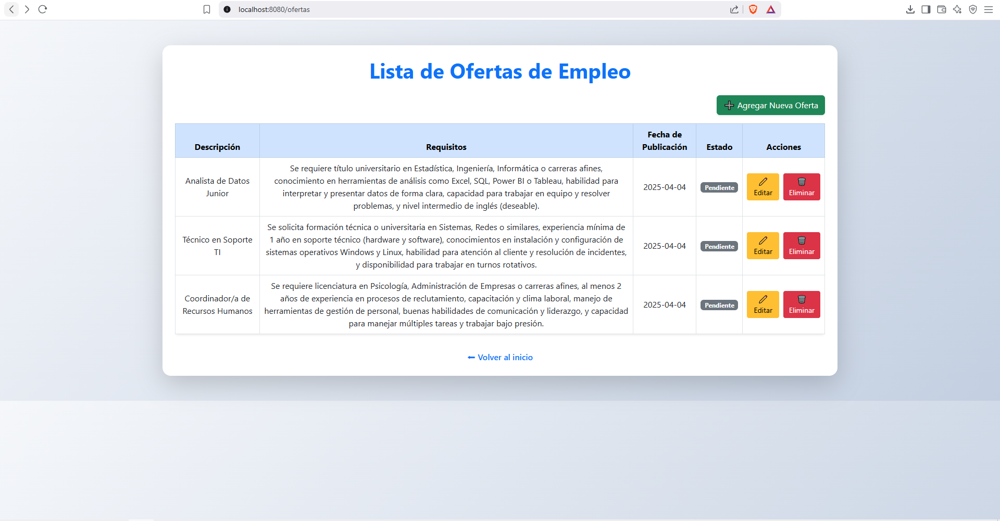 localhost:8080/ofertas
Lista de Ofertas de Empleo
Agregar Nueva Oferta
Descripción
Requisitos
Fecha de
Publicación
Estado
Acciones
Analista de Datos
Junior
Se requiere título universitario en Estadística, Ingeniería, Informática o carreras afines,
conocimiento en herramientas de análisis como Excel, SQL, Power BI o Tableau, habilidad para
interpretar y presentar datos de forma clara, capacidad para trabajar en equipo y resolver
problemas, y nivel intermedio de inglés (deseable).
2025-04-04
Pendiente
Editar
Eliminar
Técnico en Soporte
TI
Se solicita formación técnica o universitaria en Sistemas, Redes o similares, experiencia mínima de
1 año en soporte técnico (hardware y software), conocimientos en instalación y configuración de
sistemas operativos Windows y Linux, habilidad para atención al cliente y resolución de incidentes,
y disponibilidad para trabajar en turnos rotativos.
2025-04-04
Pendiente
Editar
Eliminar
Coordinador/a de
Recursos Humanos
Se requiere licenciatura en Psicología, Administración de Empresas o carreras afines, al menos 2
años de experiencia en procesos de reclutamiento, capacitación y clima laboral, manejo de
herramientas de gestión de personal, buenas habilidades de comunicación y liderazgo, y capacidad
para manejar múltiples tareas y trabajar bajo presión.
2025-04-04
Pendiente
Editar
Eliminar
Volver al inicio